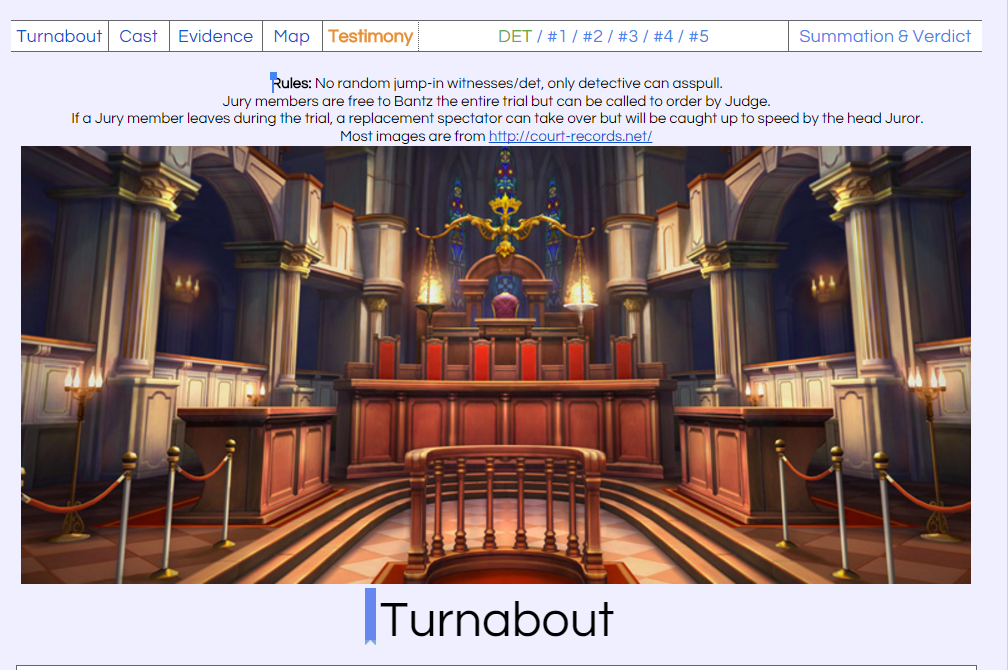 Turnabout Cast Evidence Map Testimony DET / #1 / #2 / #3 / #4 / #5 Summation & Verdict
Rules: No random jump-in witnesses/det, only detective can asspull.
Jury members are free to Bantz the entire trial but can be called to order by Judge.
If a Jury member leaves during the trial, a replacement spectator can take over but will be caught up to speed by the head Juror.
Most images are from http://court-records.net/
Turnabout